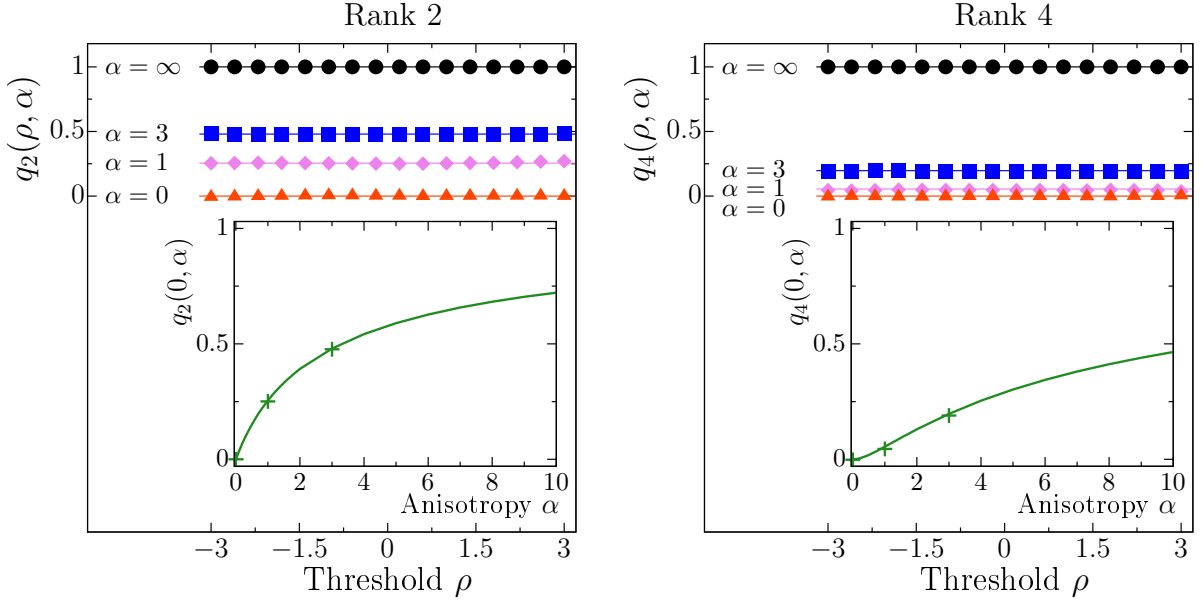 Rank 2
q₂(ρ, α)
1
0.5
0
α = ∞
α = 3
α = 1
α = 0
q₂(0, α)
1
0.5
0
0 2 4 6 8 10
Anisotropy α
−3 −1.5 0 1.5 3
Threshold ρ
Rank 4
q₄(ρ, α)
1
0.5
0
α = ∞
α = 3
α = 1
α = 0
q₄(0, α)
1
0.5
0
0 2 4 6 8 10
Anisotropy α
−3 −1.5 0 1.5 3
Threshold ρ